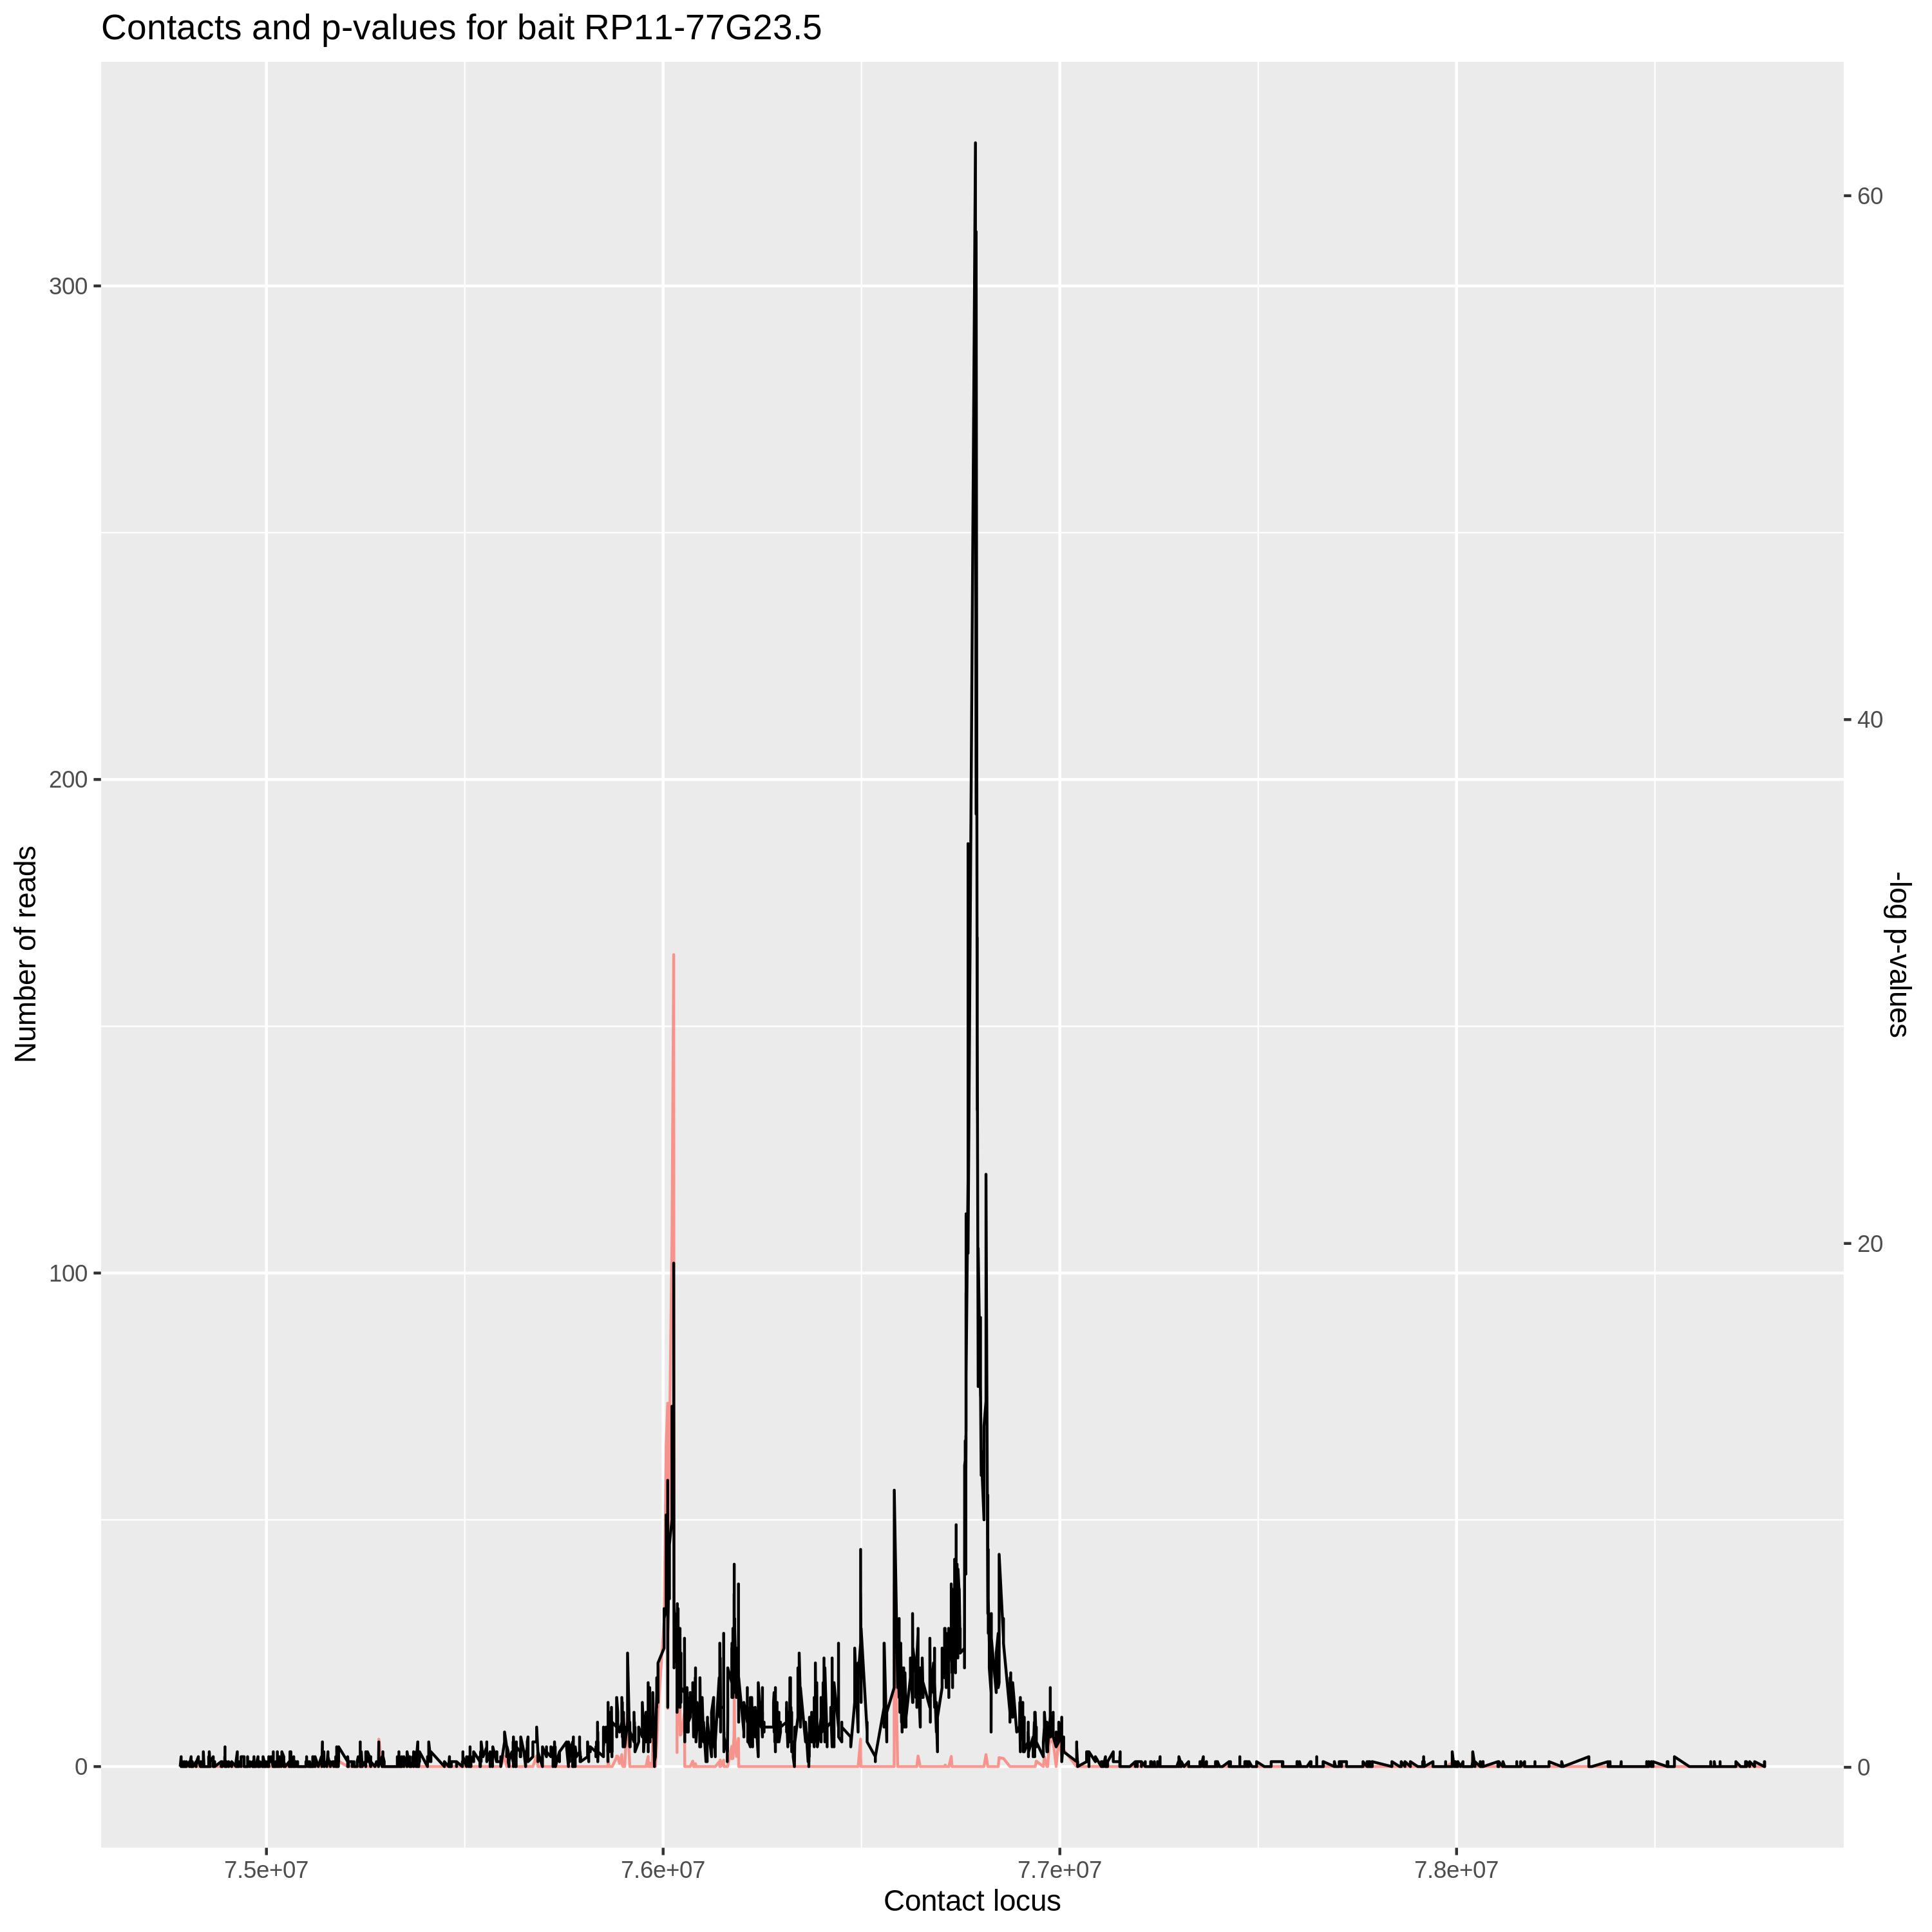 Contacts and p-values for bait RP11-77G23.5
Number of reads
300
200
100
0
60
40
20
0
-log p-values
7.5e+07
7.6e+07
7.7e+07
7.8e+07
Contact locus